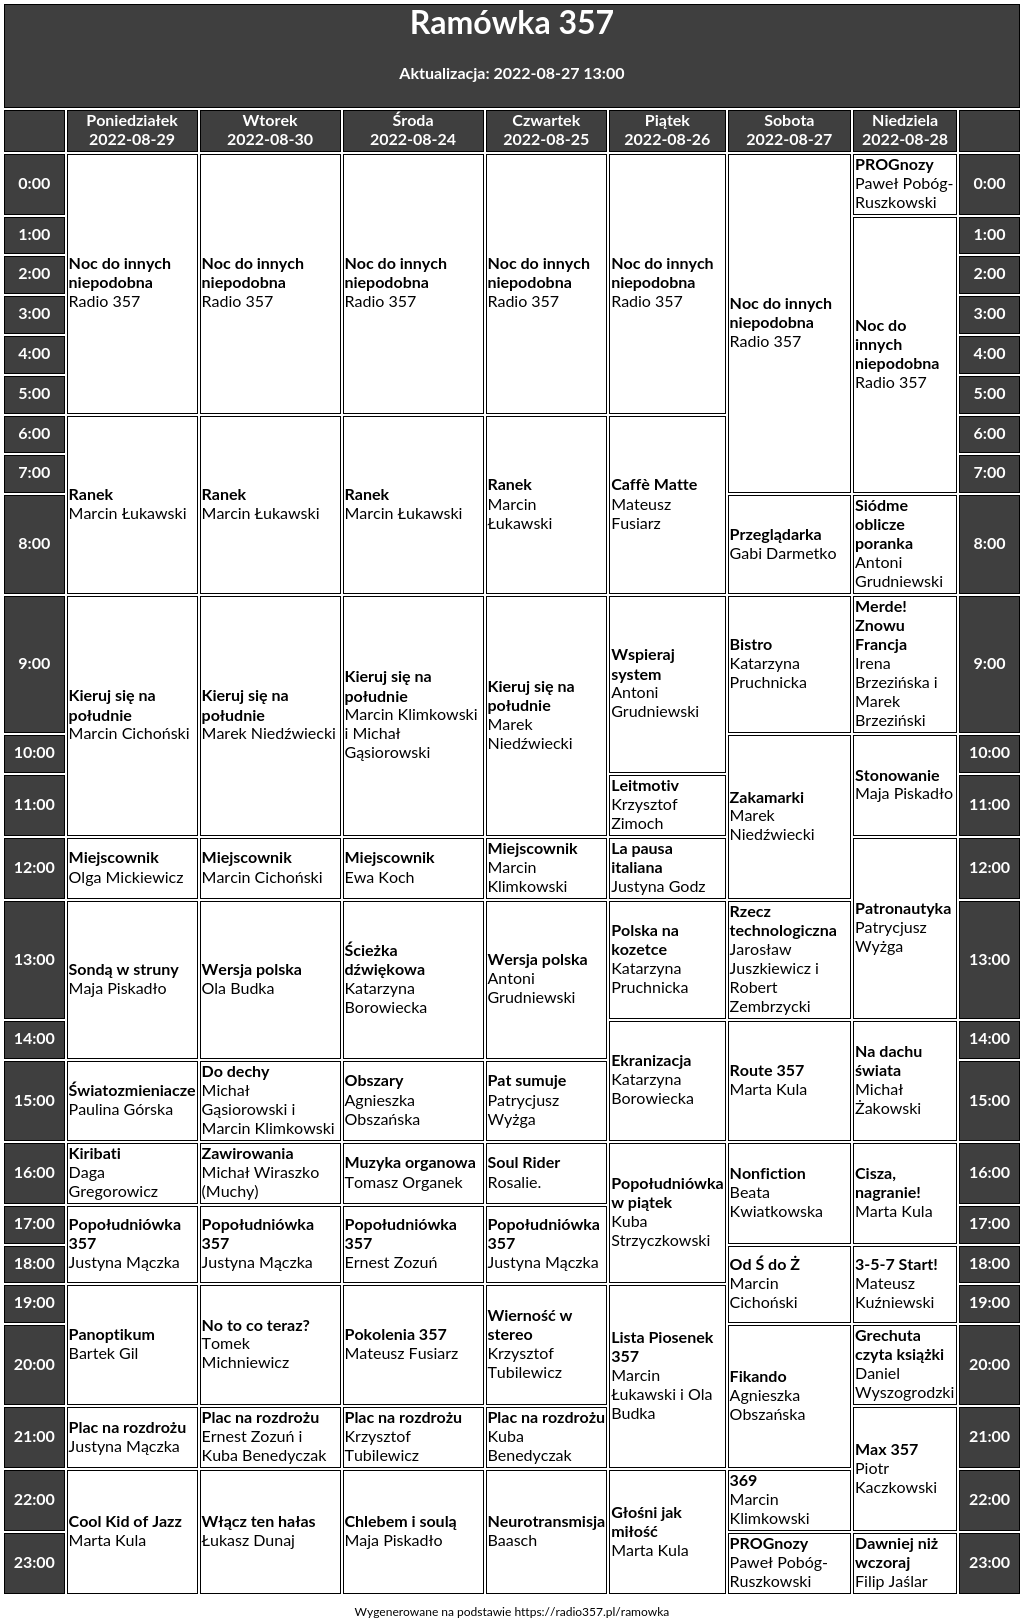 Ramówka 357
Aktualizacja: 2022-08-27 13:00
Poniedziałek
2022-08-29
Wtorek
2022-08-30
Środa
2022-08-24
Czwartek
2022-08-25
Piątek
2022-08-26
Sobota
2022-08-27
Niedziela
2022-08-28
0:00
Noc do innych
niepodobna
Radio 357
Noc do innych
niepodobna
Radio 357
Noc do innych
niepodobna
Radio 357
Noc do innych
niepodobna
Radio 357
Noc do innych
niepodobna
Radio 357
Noc do innych
niepodobna
Radio 357
PROGnozy
Paweł Pobóg-
Ruszkowski
0:00
1:00
Noc do
innych
niepodobna
Radio 357
1:00
2:00
2:00
3:00
3:00
4:00
4:00
5:00
5:00
6:00
Ranek
Marcin Łukawski
Ranek
Marcin Łukawski
Ranek
Marcin Łukawski
Ranek
Marcin
Łukawski
Caffè Matte
Mateusz
Fusiarz
6:00
7:00
7:00
8:00
Przeglądarka
Gabi Darmetko
Siódme
oblicze
poranka
Antoni
Grudniewski
8:00
9:00
Kieruj się na
południe
Marcin Cichoński
Kieruj się na
południe
Marek Niedźwiecki
Kieruj się na
południe
Marcin Klimkowski
i Michał
Gąsiorowski
Kieruj się na
południe
Marek
Niedźwiecki
Wspieraj
system
Antoni
Grudniewski
Bistro
Katarzyna
Pruchnicka
Merde!
Znowu
Francja
Irena
Brzezińska i
Marek
Brzeziński
9:00
10:00
Zakamarki
Marek
Niedźwiecki
Stonowanie
Maja Piskadło
10:00
11:00
Leitmotiv
Krzysztof
Zimoch
11:00
12:00
Miejscownik
Olga Mickiewicz
Miejscownik
Marcin Cichoński
Miejscownik
Ewa Koch
Miejscownik
Marcin
Klimkowski
La pausa
italiana
Justyna Godz
Patronautyka
Patrycjusz
Wyżga
12:00
13:00
Sondą w struny
Maja Piskadło
Wersja polska
Ola Budka
Ścieżka
dźwiękowa
Katarzyna
Borowiecka
Wersja polska
Antoni
Grudniewski
Polska na
kozetce
Katarzyna
Pruchnicka
Rzecz
technologiczna
Jarosław
Juszkiewicz i
Robert
Zembrzycki
13:00
14:00
Ekranizacja
Katarzyna
Borowiecka
Route 357
Marta Kula
Na dachu
świata
Michał
Żakowski
14:00
15:00
Światozmieniacze
Paulina Górska
Do dechy
Michał
Gąsiorowski i
Marcin Klimkowski
Obszary
Agnieszka
Obszańska
Pat sumuje
Patrycjusz
Wyżga
15:00
16:00
Kiribati
Daga
Gregorowicz
Zawirowania
Michał Wiraszko
(Muchy)
Muzyka organowa
Tomasz Organek
Soul Rider
Rosalie.
Popołudniówka
w piątek
Kuba
Strzyczkowski
Nonfiction
Beata
Kwiatkowska
Cisza,
nagranie!
Marta Kula
16:00
17:00
Popołudniówka
357
Justyna Mączka
Popołudniówka
357
Justyna Mączka
Popołudniówka
357
Ernest Zozuń
Popołudniówka
357
Justyna Mączka
17:00
18:00
Od Ś do Ż
Marcin
Cichoński
3-5-7 Start!
Mateusz
Kuźniewski
18:00
19:00
Panoptikum
Bartek Gil
No to co teraz?
Tomek
Michniewicz
Pokolenia 357
Mateusz Fusiarz
Wierność w
stereo
Krzysztof
Tubilewicz
Lista Piosenek
357
Marcin
Łukawski i Ola
Budka
19:00
20:00
Fikando
Agnieszka
Obszańska
Grechuta
czyta książki
Daniel
Wyszogrodzki
20:00
21:00
Plac na rozdrożu
Justyna Mączka
Plac na rozdrożu
Ernest Zozuń i
Kuba Benedyczak
Plac na rozdrożu
Krzysztof
Tubilewicz
Plac na rozdrożu
Kuba
Benedyczak
Max 357
Piotr
Kaczkowski
21:00
22:00
Cool Kid of Jazz
Marta Kula
Włącz ten hałas
Łukasz Dunaj
Chlebem i soulą
Maja Piskadło
Neurotransmisja
Baasch
Głośni jak
miłość
Marta Kula
369
Marcin
Klimkowski
22:00
23:00
PROGnozy
Paweł Pobóg-
Ruszkowski
Dawniej niż
wczoraj
Filip Jaślar
23:00
Wygenerowane na podstawie https://radio357.pl/ramowka